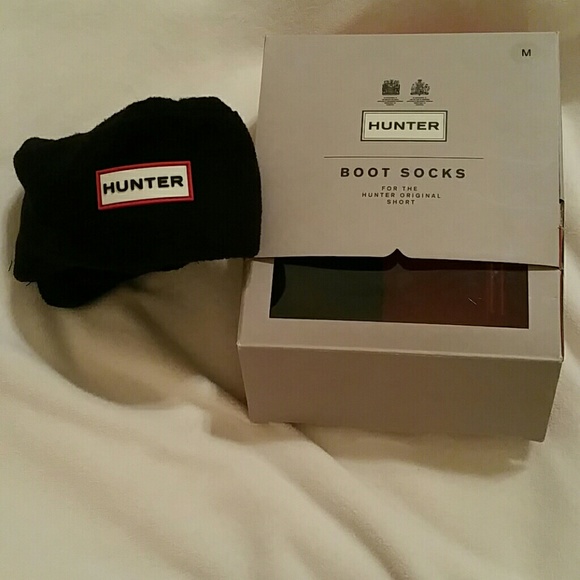 HUNTER
M
HUNTER
BOOT SOCKS
FOR THE
HUNTER ORIGINAL
SHORT